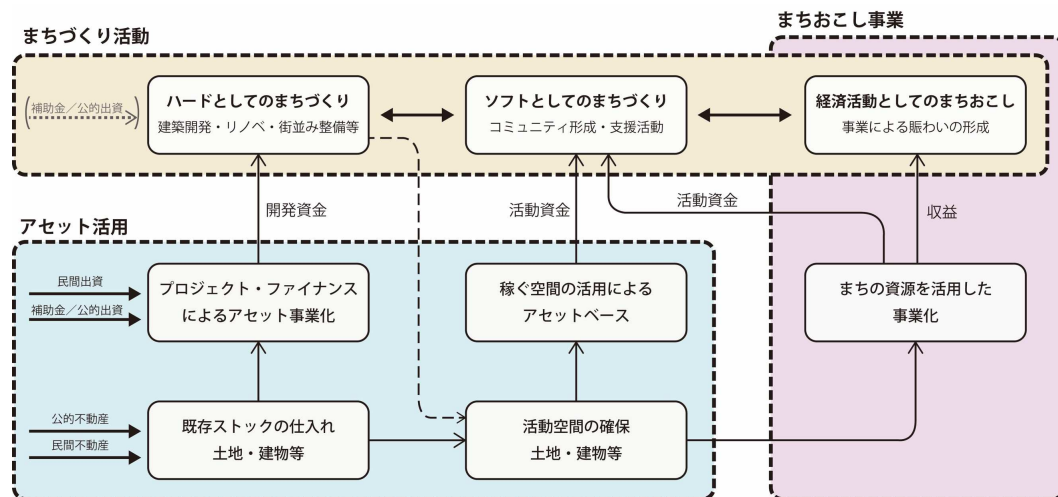 まちづくり活動
まちおこし事業
(補助金／公的出資)
ハードとしてのまちづくり
建築開発・リノベ・街並み整備等
ソフトとしてのまちづくり
コミュニティ形成・支援活動
経済活動としてのまちおこし
事業による賑わいの形成
開発資金
活動資金
活動資金
収益
アセット活用
民間出資
補助金／公的出資
プロジェクト・ファイナンス
によるアセット事業化
稼ぐ空間の活用による
アセットベース
まちの資源を活用した
事業化
公的不動産
民間不動産
既存ストックの仕入れ
土地・建物等
活動空間の確保
土地・建物等